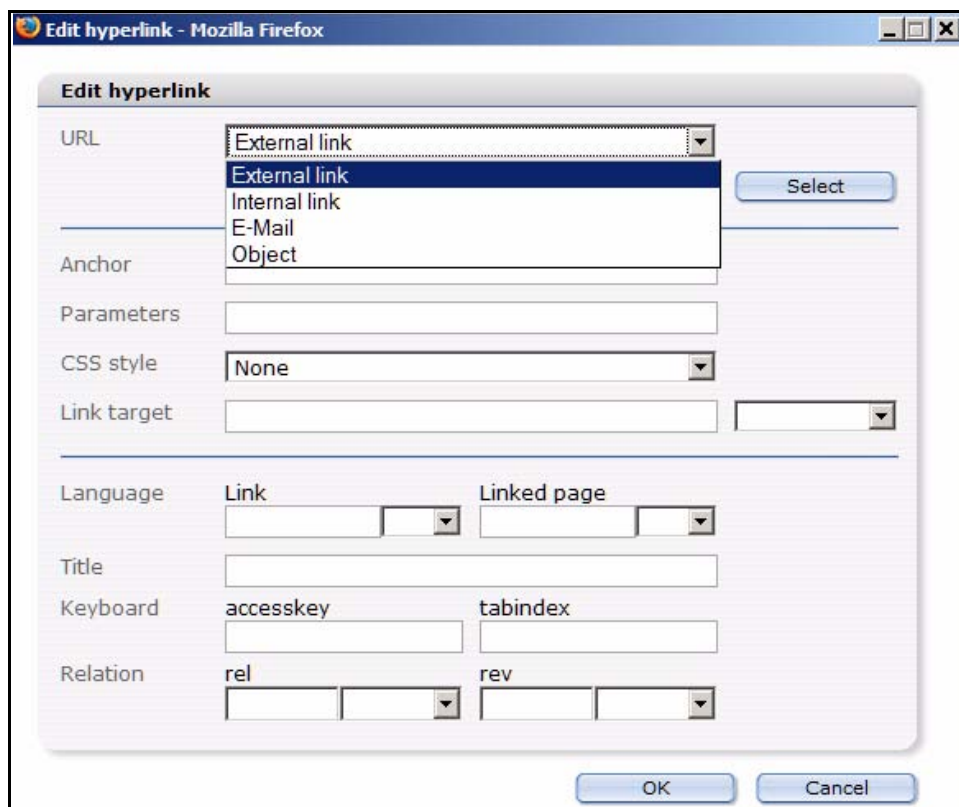 Edit hyperlink - Mozilla Firefox
Edit hyperlink
URL
External link
External link
Select
Internal link
E-Mail
Object
Anchor
Parameters
CSS style
None
Link target
Language
Link
Linked page
Title
Keyboard
accesskey
tabindex
Relation
rel
rev
OK
Cancel